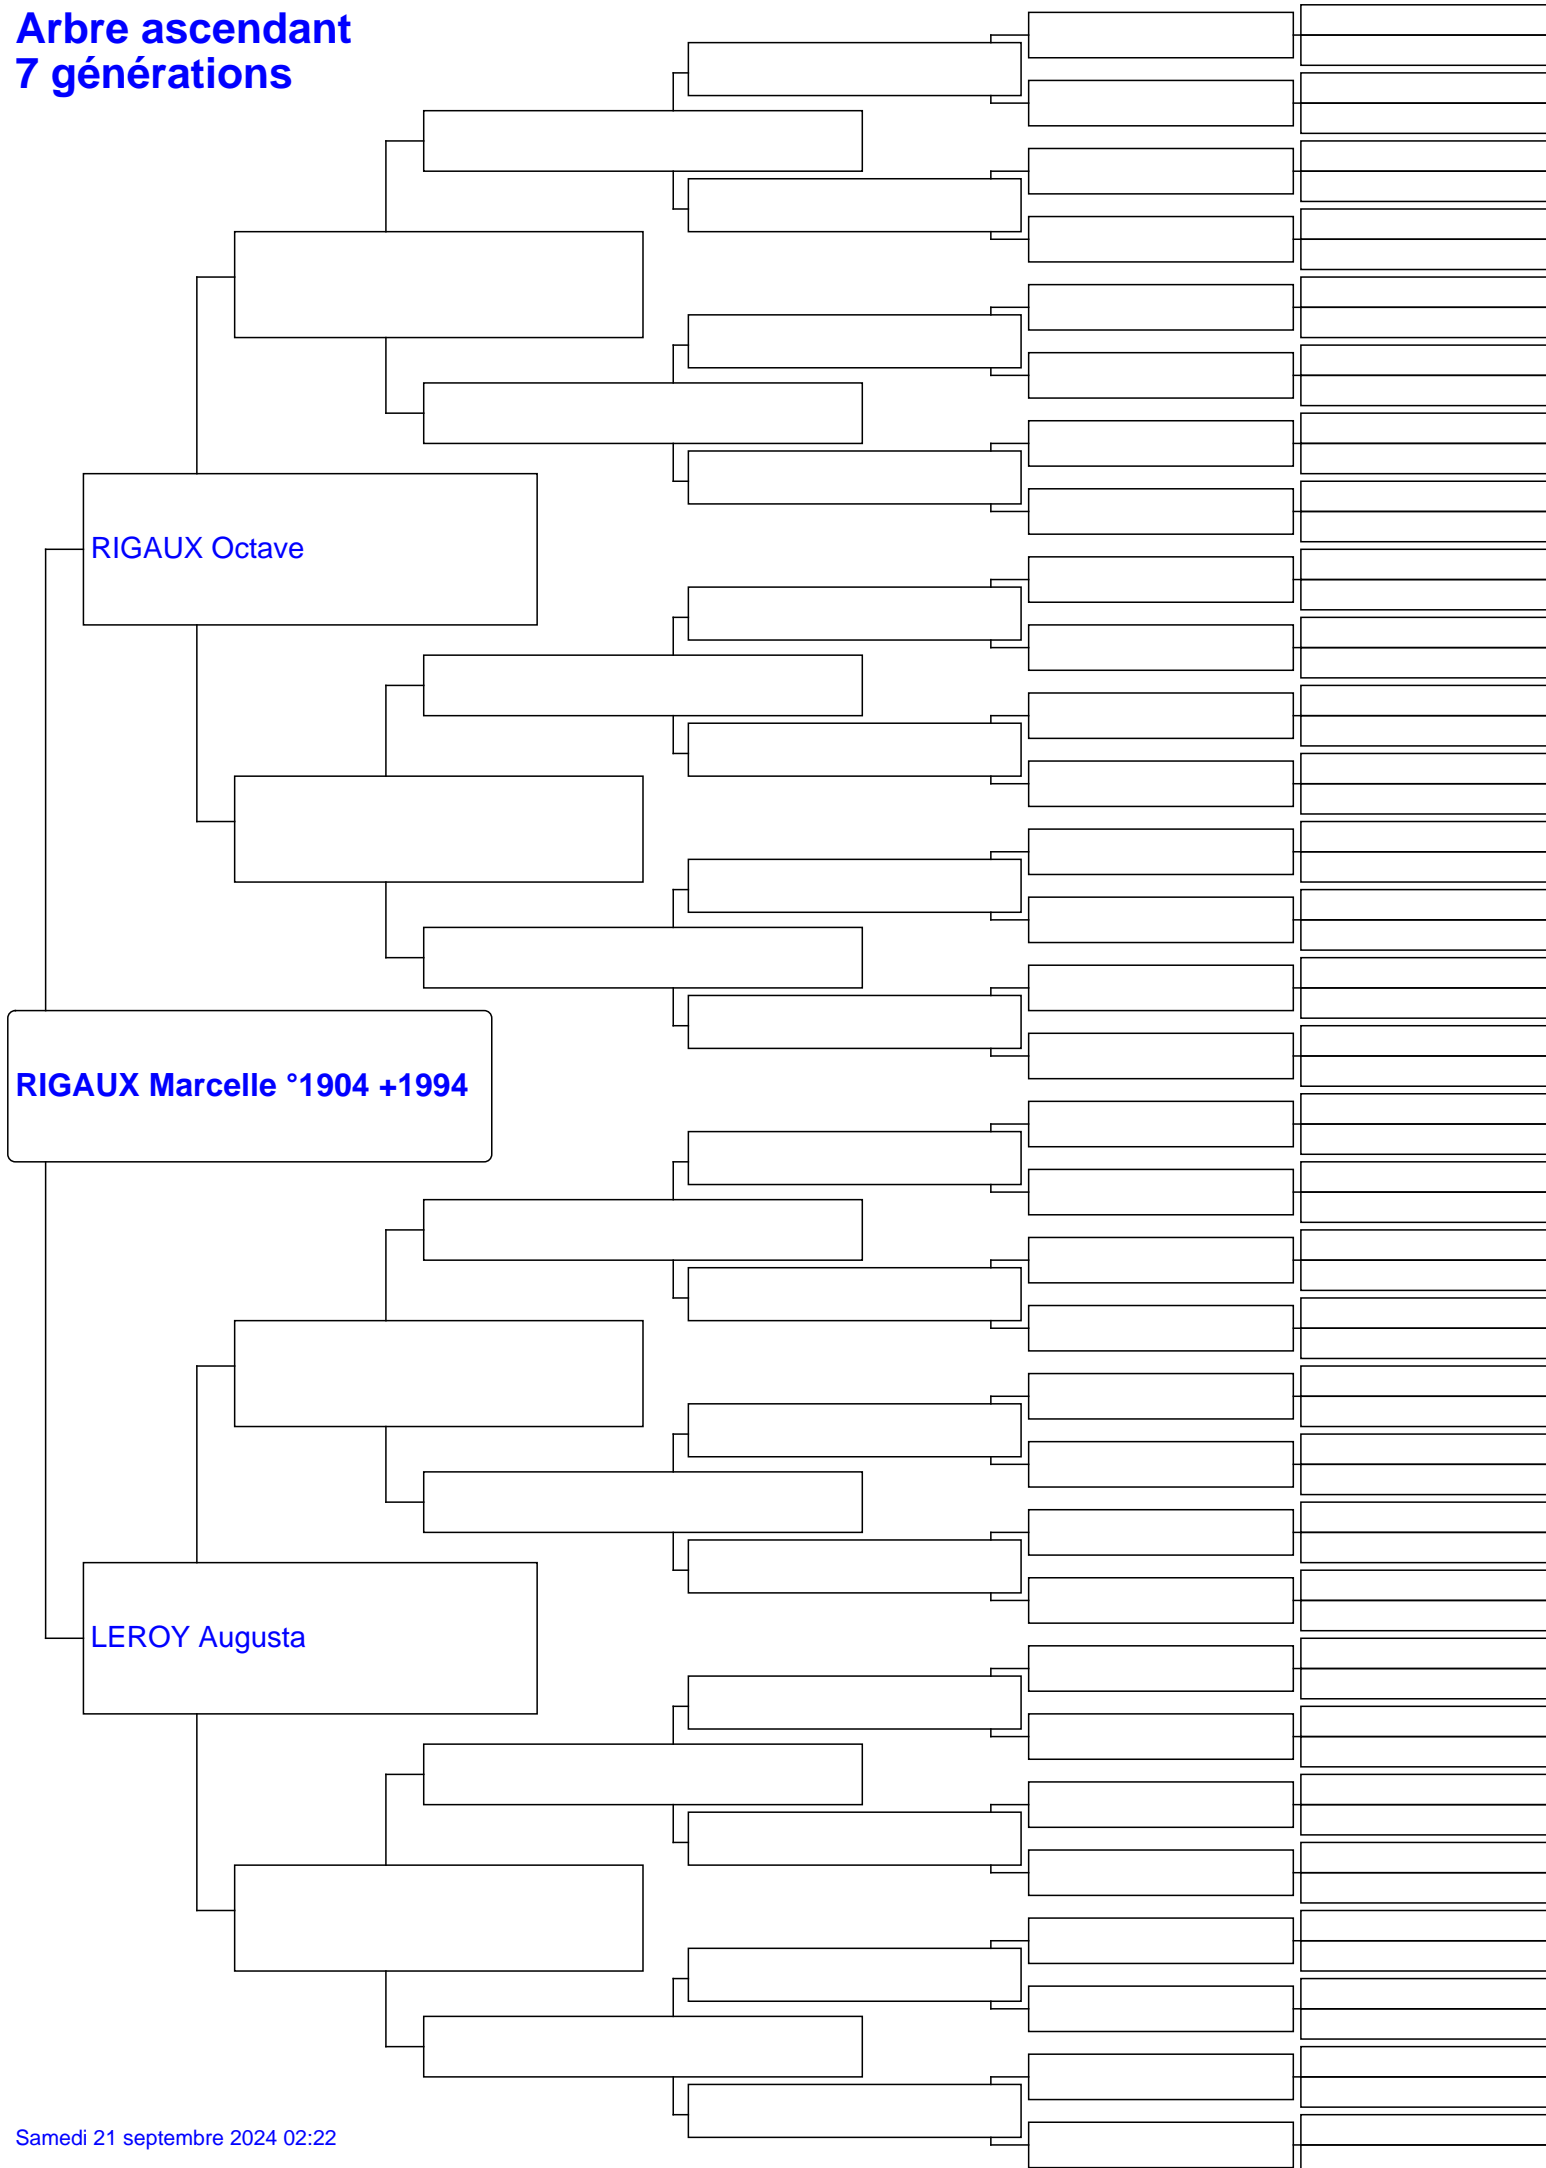 Arbre ascendant
7 générations
RIGAUX Octave
RIGAUX Marcelle °1904 +1994
LEROY Augusta
Samedi 21 septembre 2024 02:22